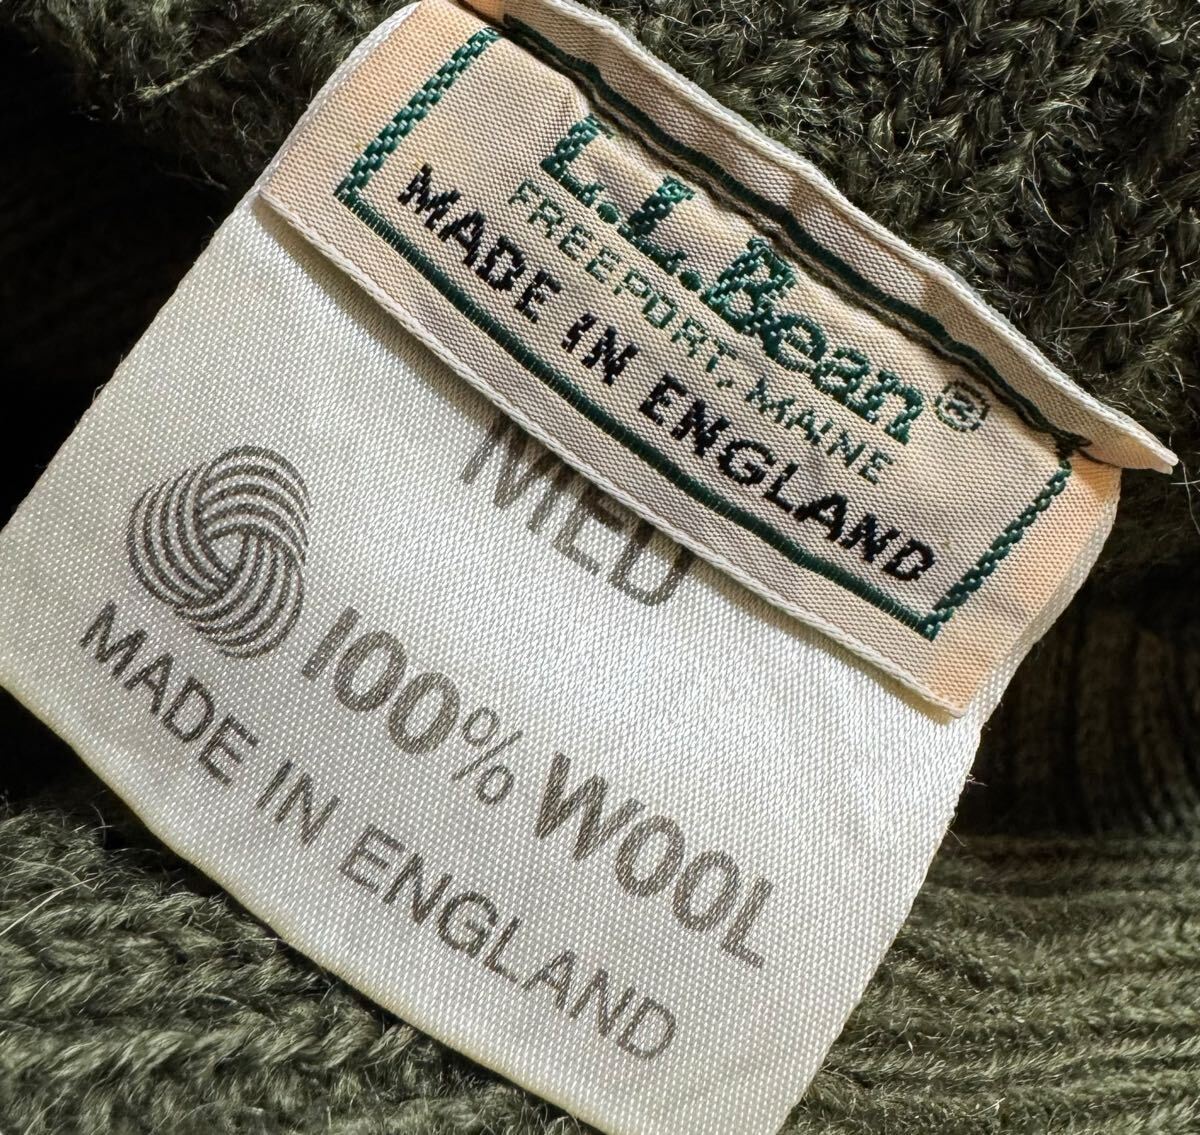 L.L.Bean®
FREEPORT, MAINE
MADE IN ENGLAND
MED
100% WOOL
MADE IN ENGLAND